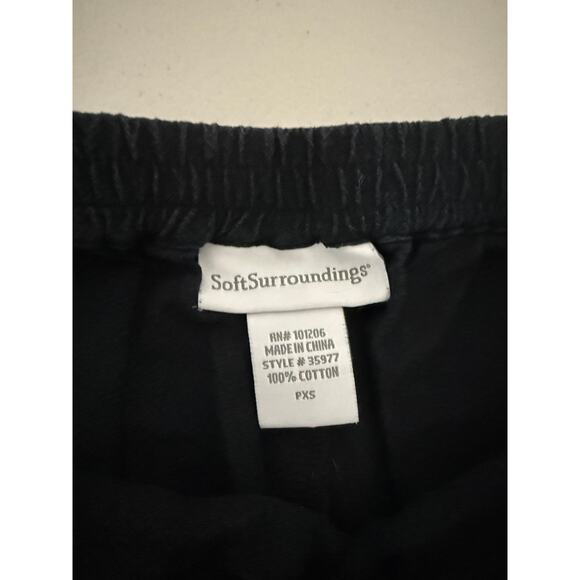 SoftSurroundings®
RN# 101206
MADE IN CHINA
STYLE # 35977
100% COTTON
PXS